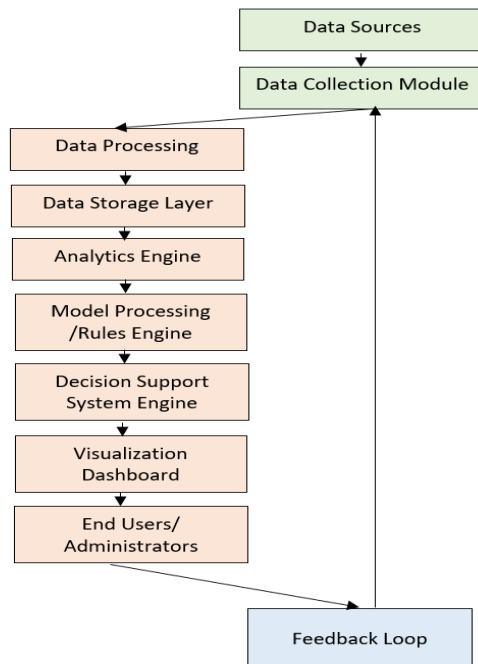 Data Sources
Data Collection Module
Data Processing
Data Storage Layer
Analytics Engine
Model Processing
/Rules Engine
Decision Support
System Engine
Visualization
Dashboard
End Users/
Administrators
Feedback Loop